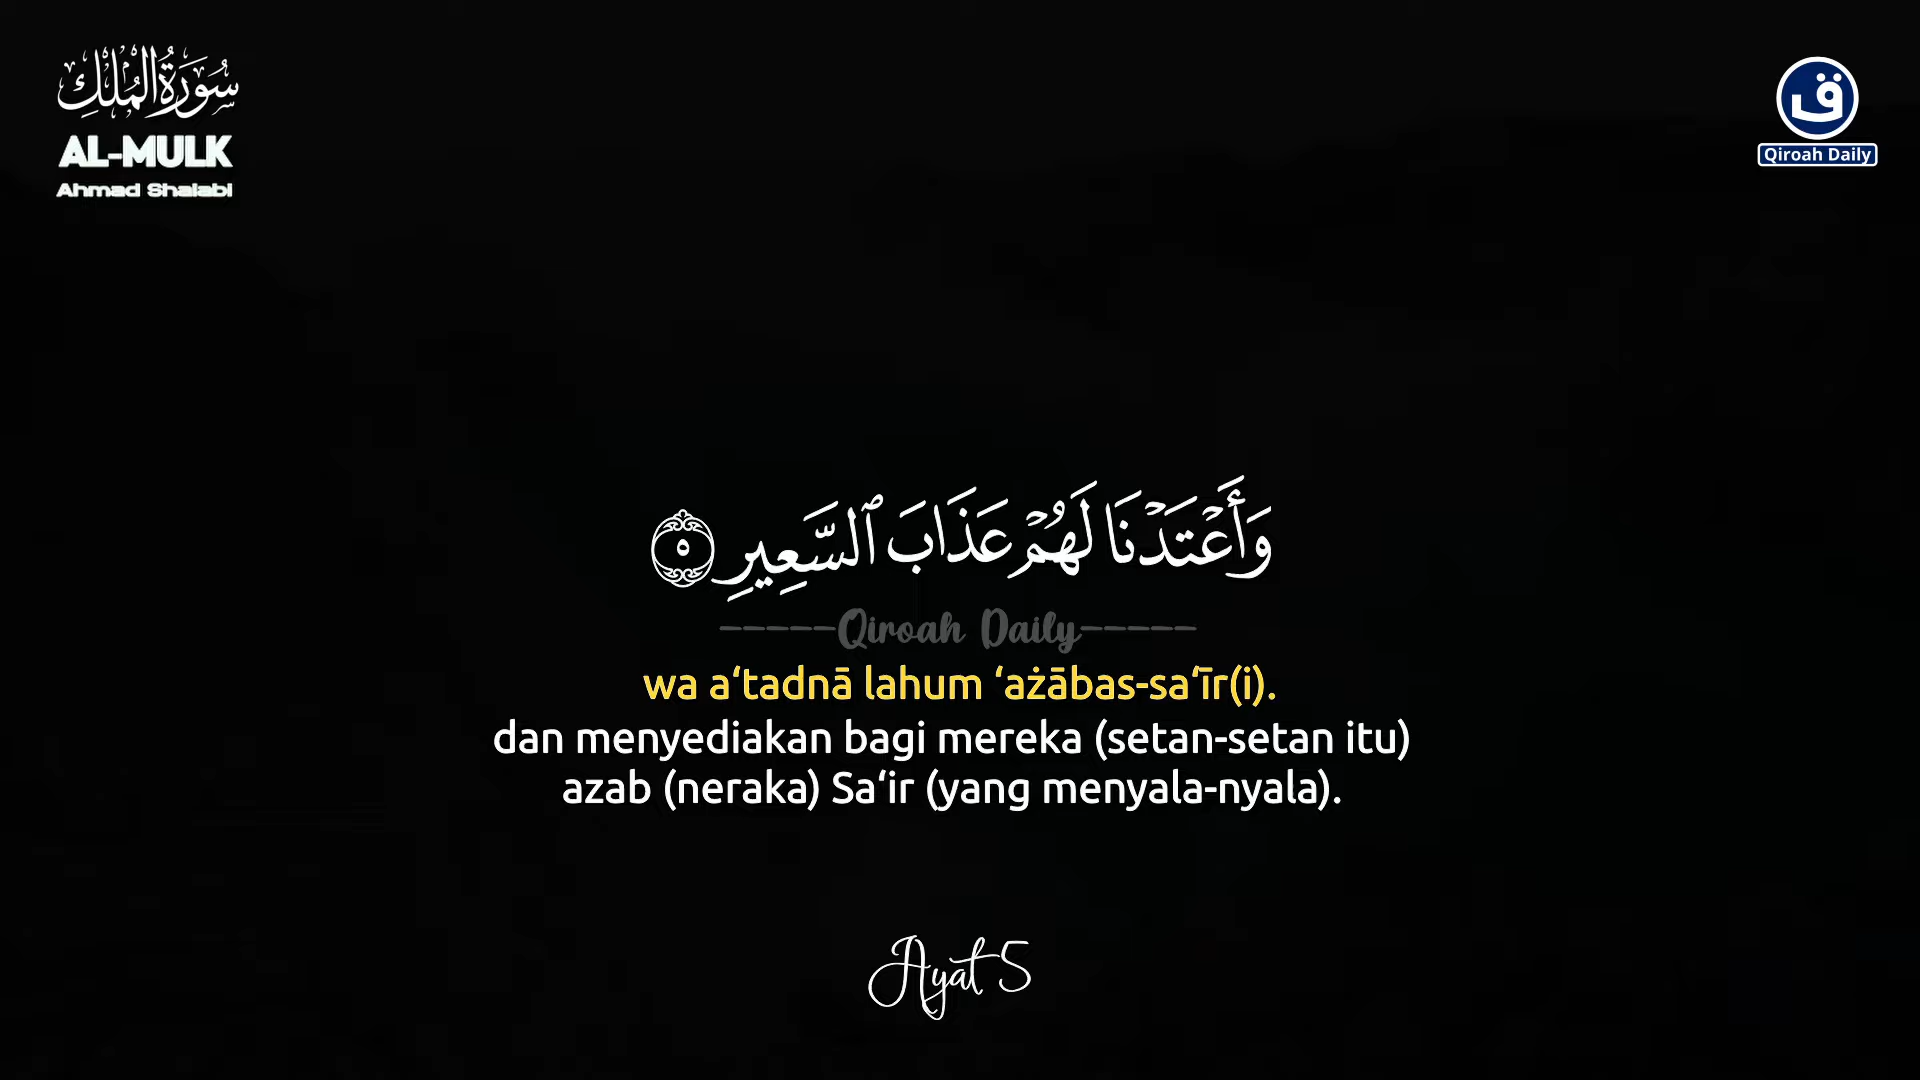 سُورَةُ الْمُلْكِ
AL-MULK
Ahmad Shalabi
ق
Qiroah Daily
وَأَعْتَدْنَا لَهُمْ عَذَابَ ٱلسَّعِيرِ ٥
-----Qiroah Daily-----
wa a‘tadnā lahum ‘ażābas-sa‘īr(i).
dan menyediakan bagi mereka (setan-setan itu)
azab (neraka) Sa‘ir (yang menyala-nyala).
Ayat 5